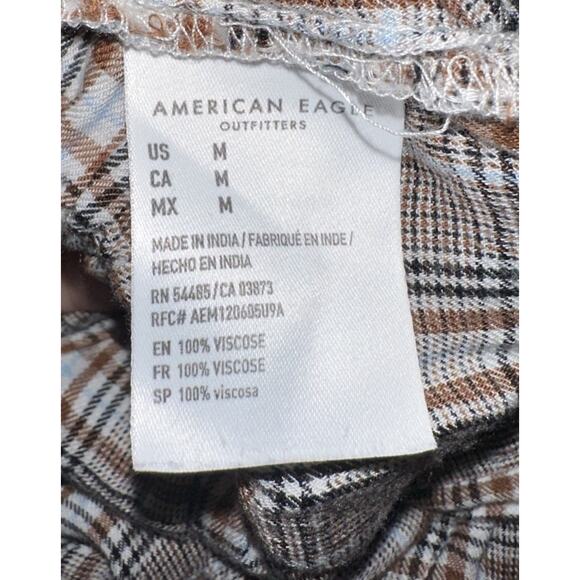 AMERICAN EAGLE
OUTFITTERS
US M
CA M
MX M
MADE IN INDIA / FABRIQUÉ EN INDE /
HECHO EN INDIA
RN 54485 / CA 03873
RFC# AEM120605U9A
EN 100% VISCOSE
FR 100% VISCOSE
SP 100% viscosa